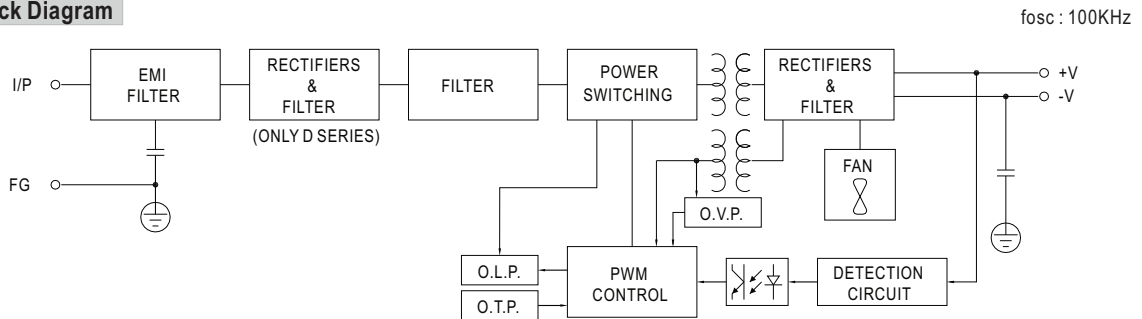 ck Diagram
fosc : 100KHz
I/P
EMI
FILTER
RECTIFIERS
&
FILTER
(ONLY D SERIES)
FILTER
POWER
SWITCHING
RECTIFIERS
&
FILTER
+V
-V
FG
FAN
O.V.P.
O.L.P.
O.T.P.
PWM
CONTROL
DETECTION
CIRCUIT